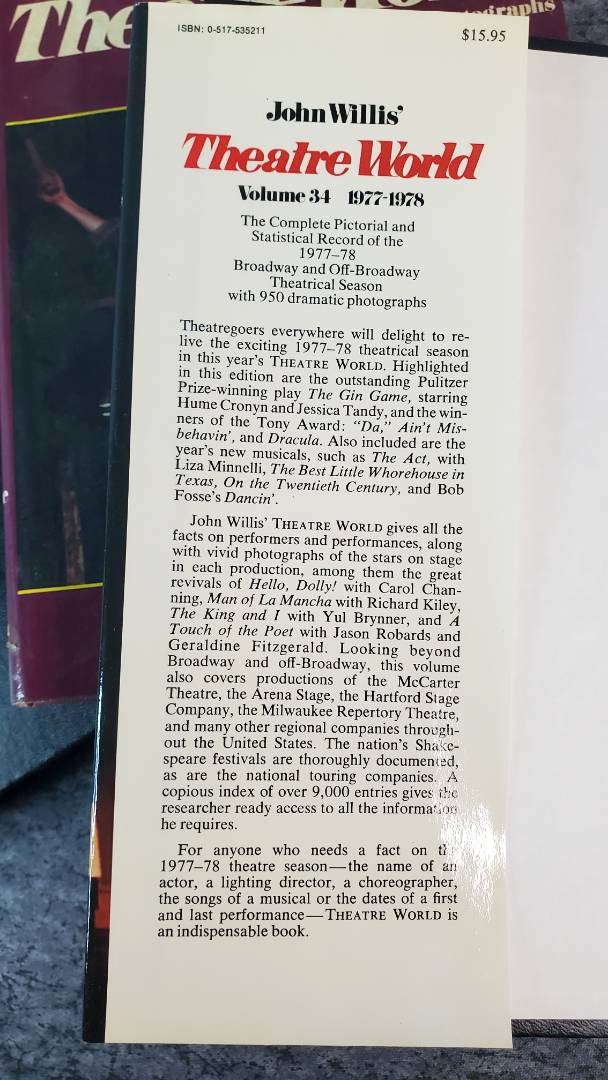 The
tographs
ISBN: 0-517-535211
$15.95
John Willis'
Theatre World
Volume 34 1977-1978
The Complete Pictorial and
Statistical Record of the
1977–78
Broadway and Off-Broadway
Theatrical Season
with 950 dramatic photographs
Theatregoers everywhere will delight to re-
live the exciting 1977–78 theatrical season
in this year's THEATRE WORLD. Highlighted
in this edition are the outstanding Pulitzer
Prize-winning play The Gin Game, starring
Hume Cronyn and Jessica Tandy, and the win-
ners of the Tony Award: "Da," Ain't Mis-
behavin', and Dracula. Also included are the
year's new musicals, such as The Act, with
Liza Minnelli, The Best Little Whorehouse in
Texas, On the Twentieth Century, and Bob
Fosse's Dancin'.
John Willis' THEATRE WORLD gives all the
facts on performers and performances, along
with vivid photographs of the stars on stage
in each production, among them the great
revivals of Hello, Dolly! with Carol Chan-
ning, Man of La Mancha with Richard Kiley,
The King and I with Yul Brynner, and A
Touch of the Poet with Jason Robards and
Geraldine Fitzgerald. Looking beyond
Broadway and off-Broadway, this volume
also covers productions of the McCarter
Theatre, the Arena Stage, the Hartford Stage
Company, the Milwaukee Repertory Theatre,
and many other regional companies through-
out the United States. The nation's Shake-
speare festivals are thoroughly documented,
as are the national touring companies. A
copious index of over 9,000 entries gives the
researcher ready access to all the information
he requires.
For anyone who needs a fact on the
1977–78 theatre season—the name of an
actor, a lighting director, a choreographer,
the songs of a musical or the dates of a first
and last performance—THEATRE WORLD is
an indispensable book.